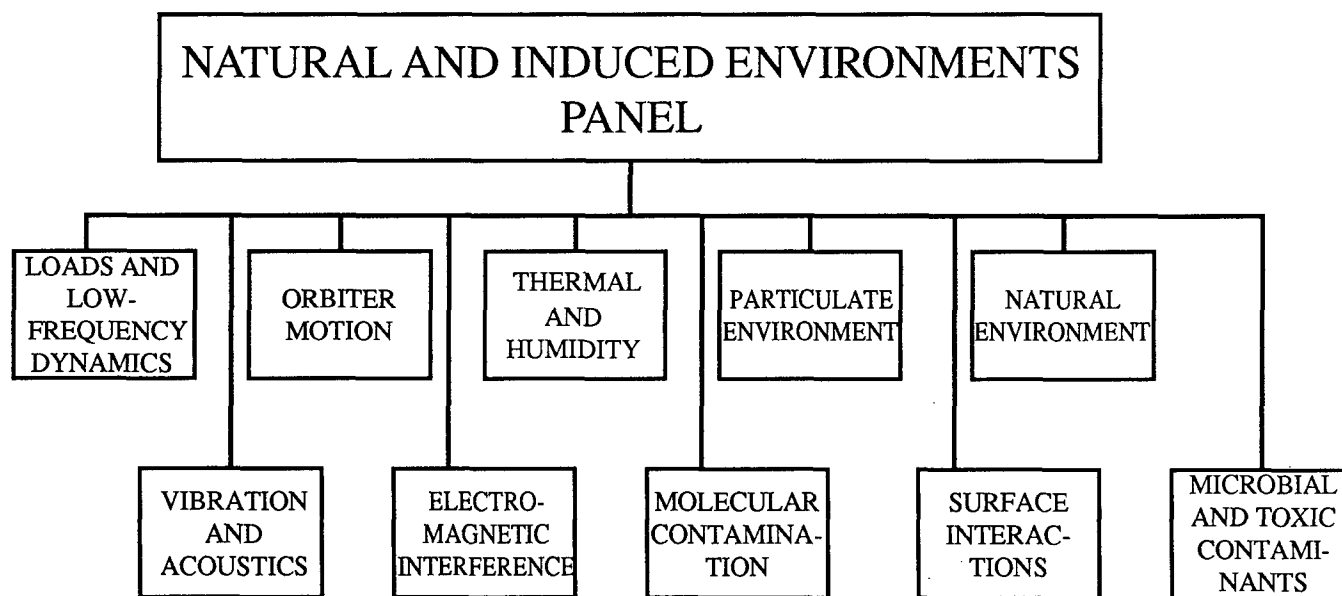 NATURAL AND INDUCED ENVIRONMENTS
PANEL
LOADS AND
LOW-
FREQUENCY
DYNAMICS
ORBITER
MOTION
THERMAL
AND
HUMIDITY
PARTICULATE
ENVIRONMENT
NATURAL
ENVIRONMENT
VIBRATION
AND
ACOUSTICS
ELECTRO-
MAGNETIC
INTERFERENCE
MOLECULAR
CONTAMINA-
TION
SURFACE
INTERAC-
TIONS
MICROBIAL
AND TOXIC
CONTAMI-
NANTS